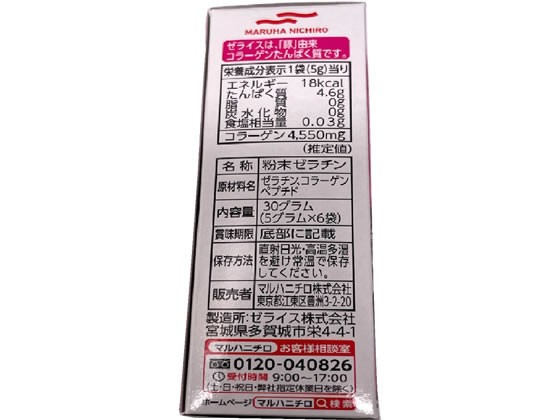 MARUHA NICHIRO
ゼライスは、「豚」由来
コラーゲンたんぱく質です。
栄養成分表示1袋(5g)当り
エネルギー 18kcal
たんぱく質 4.6g
脂質 0g
炭水化物 0g
食塩相当量 0.03g
コラーゲン 4,550mg
(推定値)
名称 粉末ゼラチン
原材料名 ゼラチン、コラーゲン
ペプチド
内容量 30グラム
(5グラム×6袋)
賞味期限 底部に記載
保存方法 直射日光・高温多湿
を避け常温で保存
してください。
販売者 マルハニチロ株式会社
東京都江東区豊洲3-2-20
製造所:ゼライス株式会社
宮城県多賀城市栄4-4-1
マルハニチロ お客様相談室
0120-040826
受付時間 9:00〜17:00
(土・日・祝日・弊社指定休業日を除く)
ホームページ マルハニチロ 検索